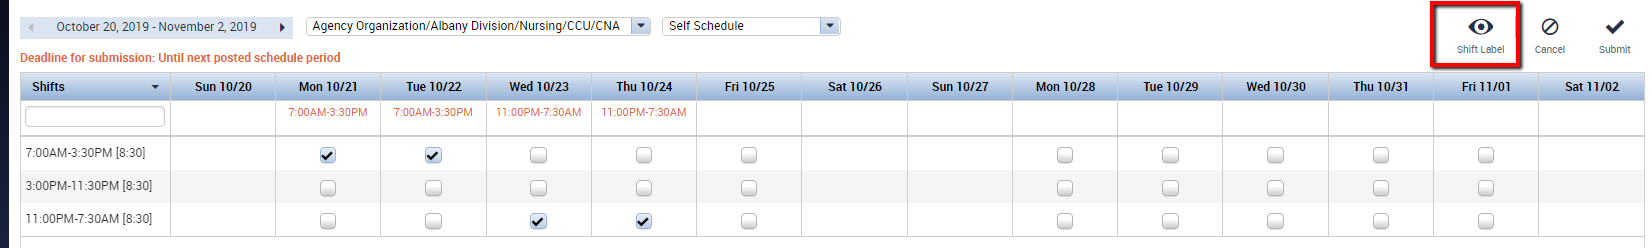 October 20, 2019 - November 2, 2019 Agency Organization/Albany Division/Nursing/CCU/CNA Self Schedule
Shift Label Cancel Submit
Deadline for submission: Until next posted schedule period
Shifts Sun 10/20 Mon 10/21 Tue 10/22 Wed 10/23 Thu 10/24 Fri 10/25 Sat 10/26 Sun 10/27 Mon 10/28 Tue 10/29 Wed 10/30 Thu 10/31 Fri 11/01 Sat 11/02
7:00AM-3:30PM 7:00AM-3:30PM 11:00PM-7:30AM 11:00PM-7:30AM
7:00AM-3:30PM [8:30]
3:00PM-11:30PM [8:30]
11:00PM-7:30AM [8:30]